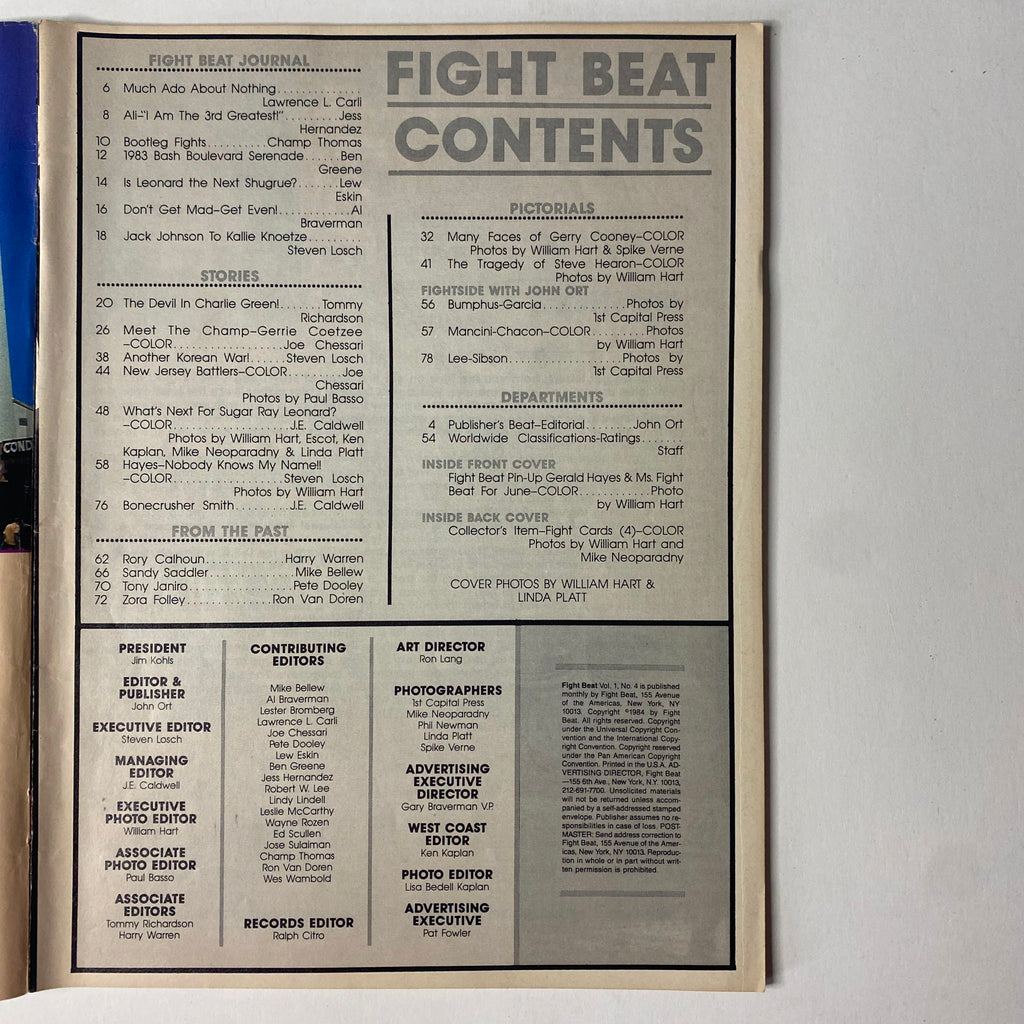 FIGHT BEAT
CONTENTS
FIGHT BEAT JOURNAL
6 Much Ado About Nothing.............
Lawrence L. Carli
8 Ali-"I Am The 3rd Greatest!".........Jess
Hernandez
10 Bootleg Fights..........Champ Thomas
12 1983 Bash Boulevard Serenade......Ben
Greene
14 Is Leonard the Next Shugrue?.......Lew
Eskin
16 Don't Get Mad-Get Even!............Al
Braverman
18 Jack Johnson To Kallie Knoetze.........
Steven Losch
STORIES
20 The Devil In Charlie Green!.......Tommy
Richardson
26 Meet The Champ-Gerrie Coetzee
-COLOR..................Joe Chessari
38 Another Korean War!......Steven Losch
44 New Jersey Battlers-COLOR.........Joe
Chessari
Photos by Paul Basso
48 What's Next For Sugar Ray Leonard?
-COLOR...................J.E. Caldwell
Photos by William Hart, Escot, Ken
Kaplan, Mike Neoparadny & Linda Platt
58 Hayes-Nobody Knows My Name!!
-COLOR..................Steven Losch
Photos by William Hart
76 Bonecrusher Smith.........J.E. Caldwell
FROM THE PAST
62 Rory Calhoun.............Harry Warren
66 Sandy Saddler..............Mike Bellew
70 Tony Janiro.................Pete Dooley
72 Zora Folley..............Ron Van Doren
PICTORIALS
32 Many Faces of Gerry Cooney-COLOR
Photos by William Hart & Spike Verne
41 The Tragedy of Steve Hearon-COLOR
Photos by William Hart
FIGHTSIDE WITH JOHN ORT
56 Bumphus-Garcia..............Photos by
1st Capital Press
57 Mancini-Chacon-COLOR.........Photos
by William Hart
78 Lee-Sibson...................Photos by
1st Capital Press
DEPARTMENTS
4 Publisher's Beat-Editorial........John Ort
54 Worldwide Classifications-Ratings.......
Staff
INSIDE FRONT COVER
Fight Beat Pin-Up Gerald Hayes & Ms. Fight
Beat For June-COLOR............Photo
by William Hart
INSIDE BACK COVER
Collector's Item-Fight Cards (4)-COLOR
Photos by William Hart and
Mike Neoparadny
COVER PHOTOS BY WILLIAM HART &
LINDA PLATT
COND
PRESIDENT
Jim Kohls
EDITOR &
PUBLISHER
John Ort
EXECUTIVE EDITOR
Steven Losch
MANAGING
EDITOR
J.E. Caldwell
EXECUTIVE
PHOTO EDITOR
William Hart
ASSOCIATE
PHOTO EDITOR
Paul Basso
ASSOCIATE
EDITORS
Tommy Richardson
Harry Warren
CONTRIBUTING
EDITORS
Mike Bellew
Al Braverman
Lester Bromberg
Lawrence L. Carli
Joe Chessari
Pete Dooley
Lew Eskin
Ben Greene
Jess Hernandez
Robert W. Lee
Lindy Lindell
Leslie McCarthy
Wayne Rozen
Ed Scullen
Jose Sulaiman
Champ Thomas
Ron Van Doren
Wes Wambold
RECORDS EDITOR
Ralph Citro
ART DIRECTOR
Ron Lang
PHOTOGRAPHERS
1st Capital Press
Mike Neoparadny
Phil Newman
Linda Platt
Spike Verne
ADVERTISING
EXECUTIVE
DIRECTOR
Gary Braverman V.P.
WEST COAST
EDITOR
Ken Kaplan
PHOTO EDITOR
Lisa Bedell Kaplan
ADVERTISING
EXECUTIVE
Pat Fowler
Fight Beat Vol. 1, No. 4 is published
monthly by Fight Beat, 155 Avenue
of the Americas, New York, NY
10013. Copyright ©1984 by Fight
Beat. All rights reserved. Copyright
under the Universal Copyright Con-
vention and the International Copy-
right Convention. Copyright reserved
under the Pan American Copyright
Convention. Printed in the U.S.A. AD-
VERTISING DIRECTOR, Fight Beat
—155 6th Ave., New York, N.Y. 10013,
212-691-7700. Unsolicited materials
will not be returned unless accom-
panied by a self-addressed stamped
envelope. Publisher assumes no re-
sponsibilities in case of loss. POST-
MASTER: Send address correction to
Fight Beat, 155 Avenue of the Amer-
icas, New York, NY 10013. Reproduc-
tion in whole or in part without writ-
ten permission is prohibited.